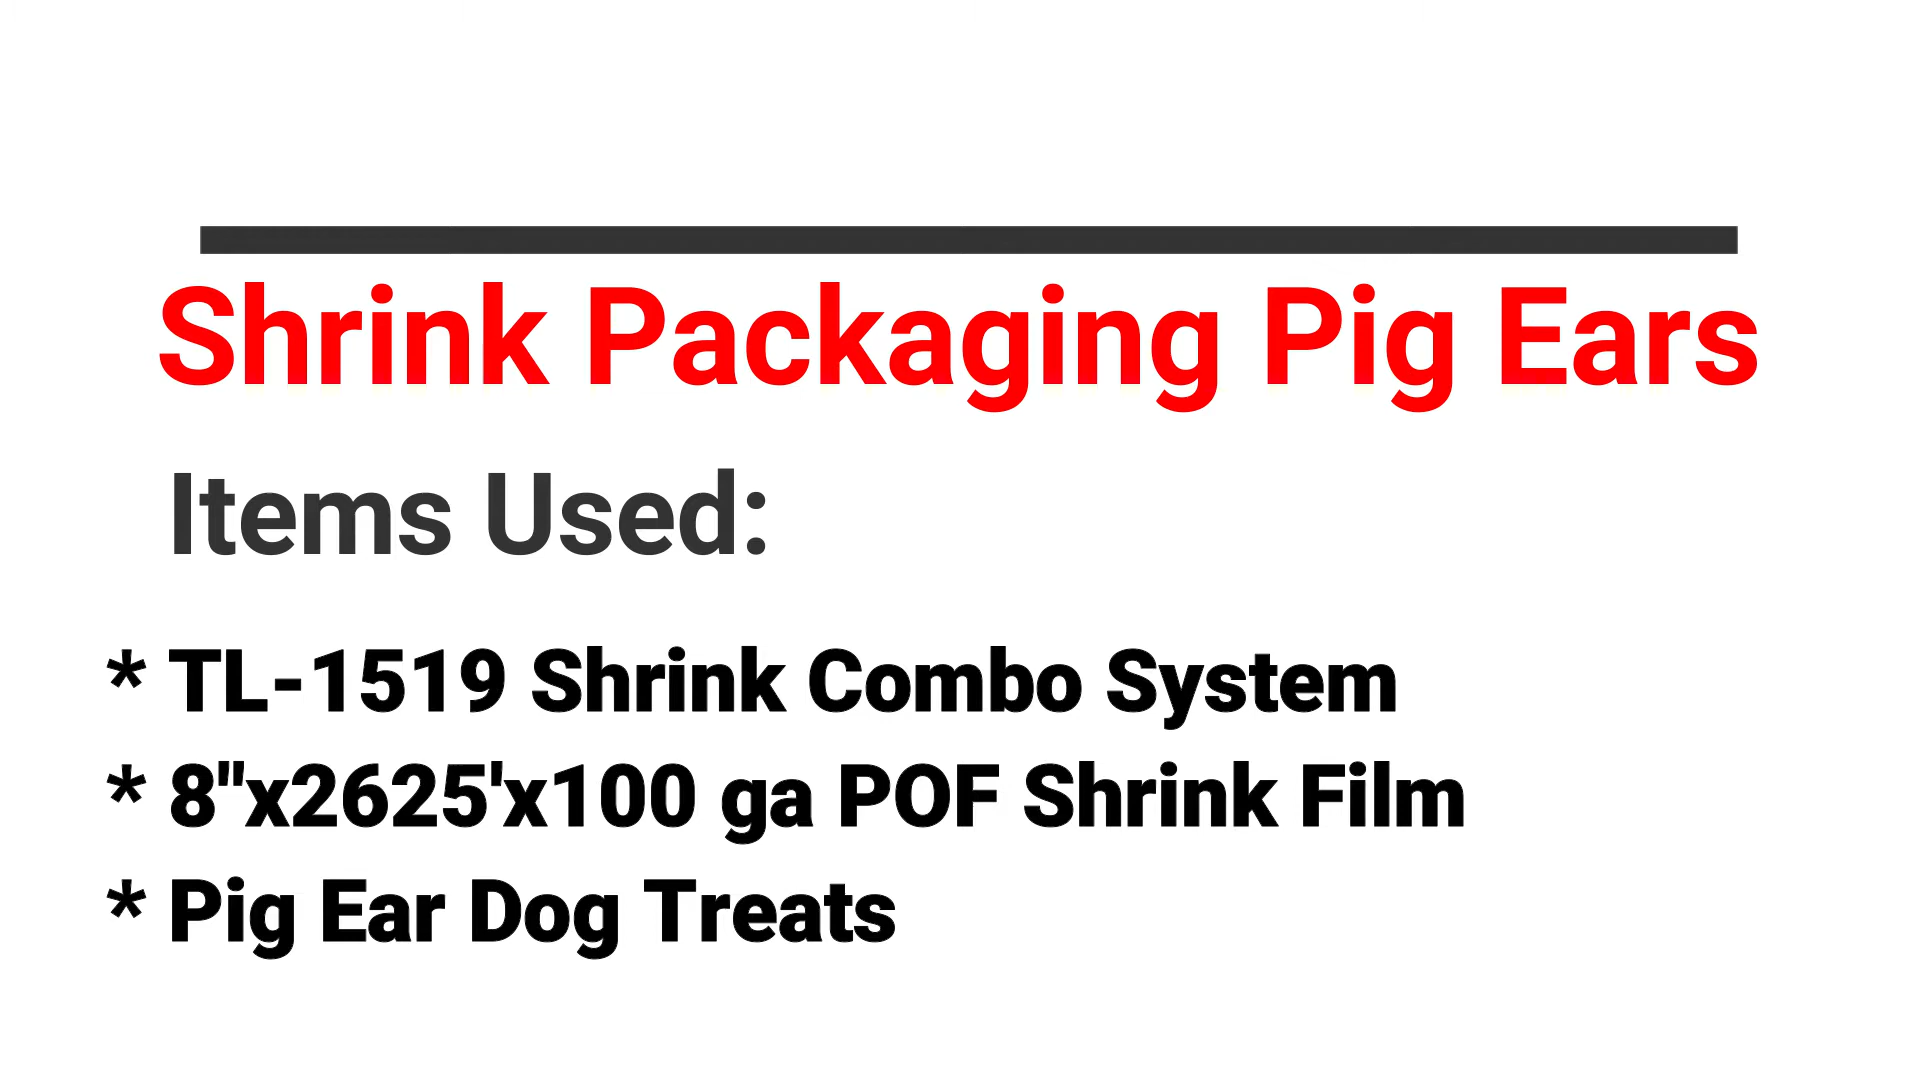 Shrink Packaging Pig Ears
Items Used:
* TL-1519 Shrink Combo System
* 8"x2625'x100 ga POF Shrink Film
* Pig Ear Dog Treats